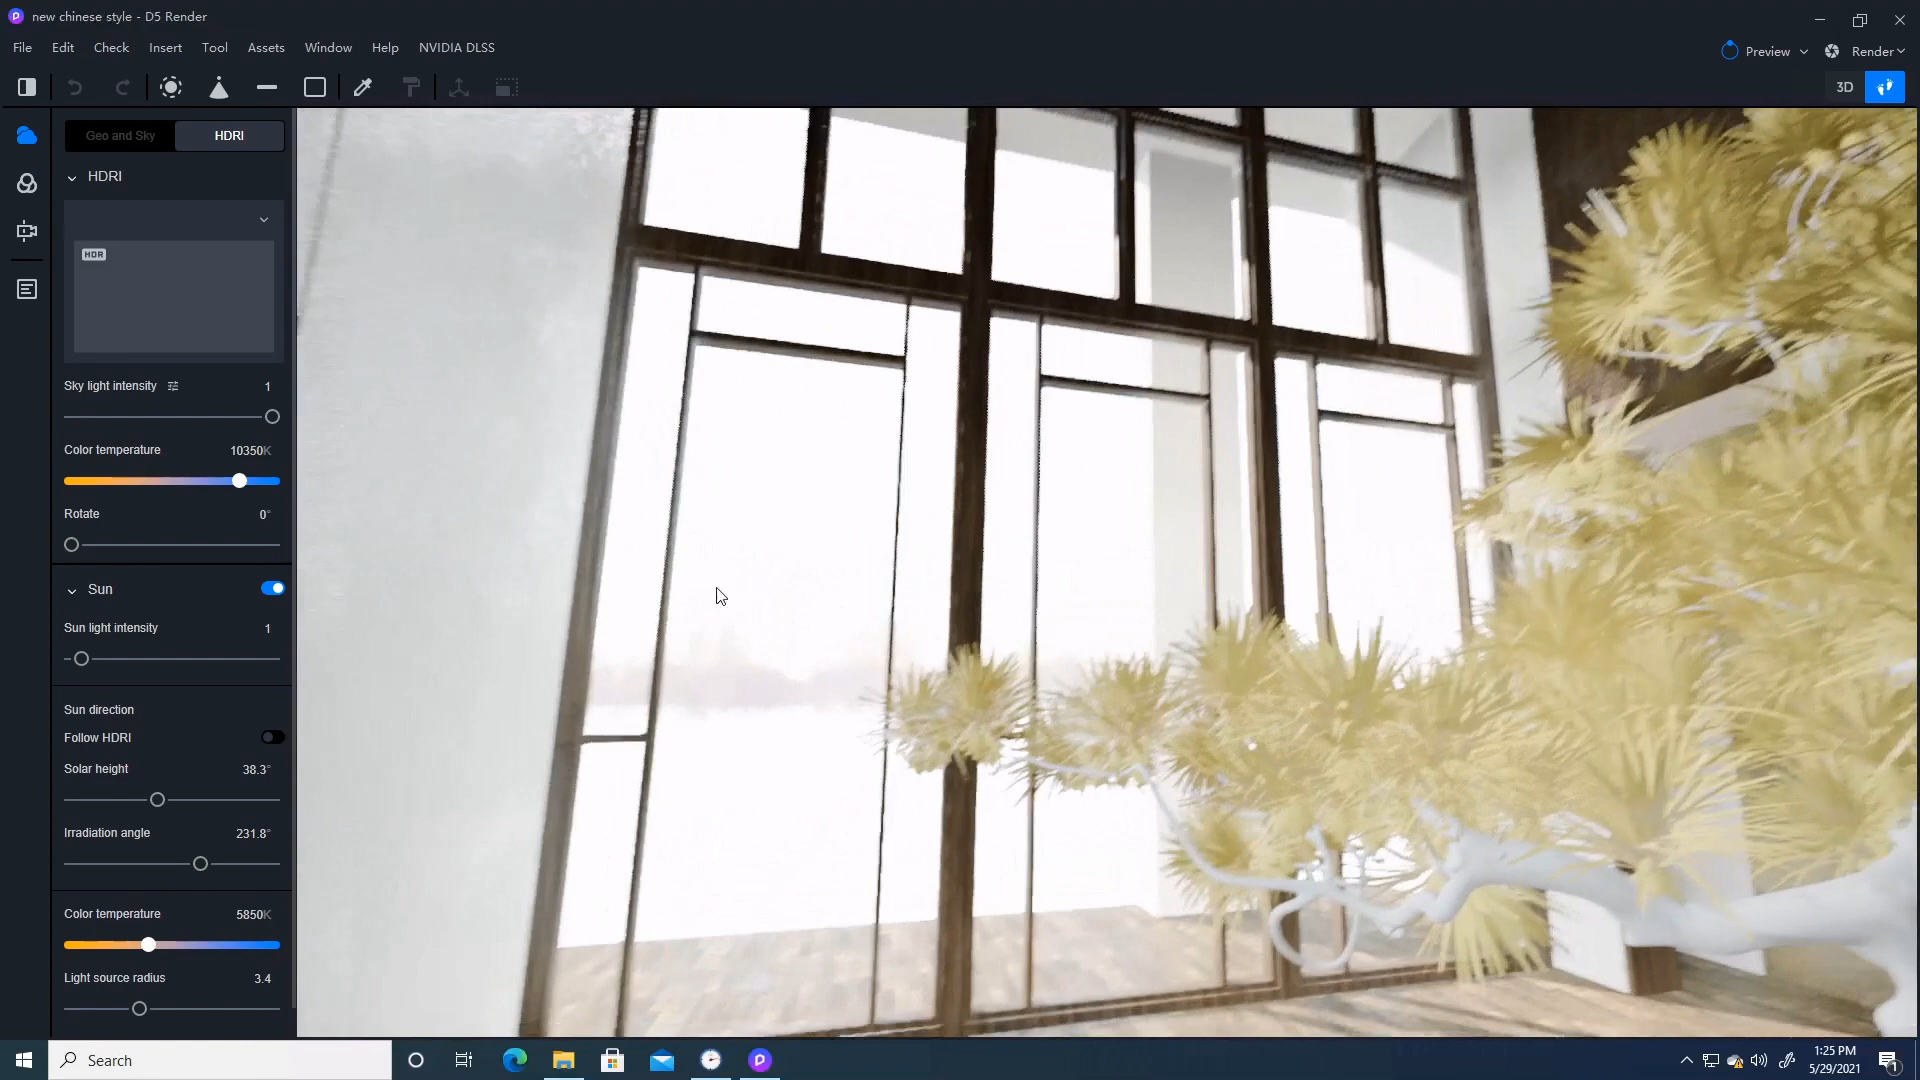 new chinese style - D5 Render
File Edit Check Insert Tool Assets Window Help NVIDIA DLSS
Preview Render
3D
Geo and Sky HDRI
HDRI
HDR
Sky light intensity 1
Color temperature 10350K
Rotate 0°
Sun
Sun light intensity 1
Sun direction
Follow HDRI
Solar height 38.3°
Irradiation angle 231.8°
Color temperature 5850K
Light source radius 3.4
Search
1:25 PM
5/29/2021
1